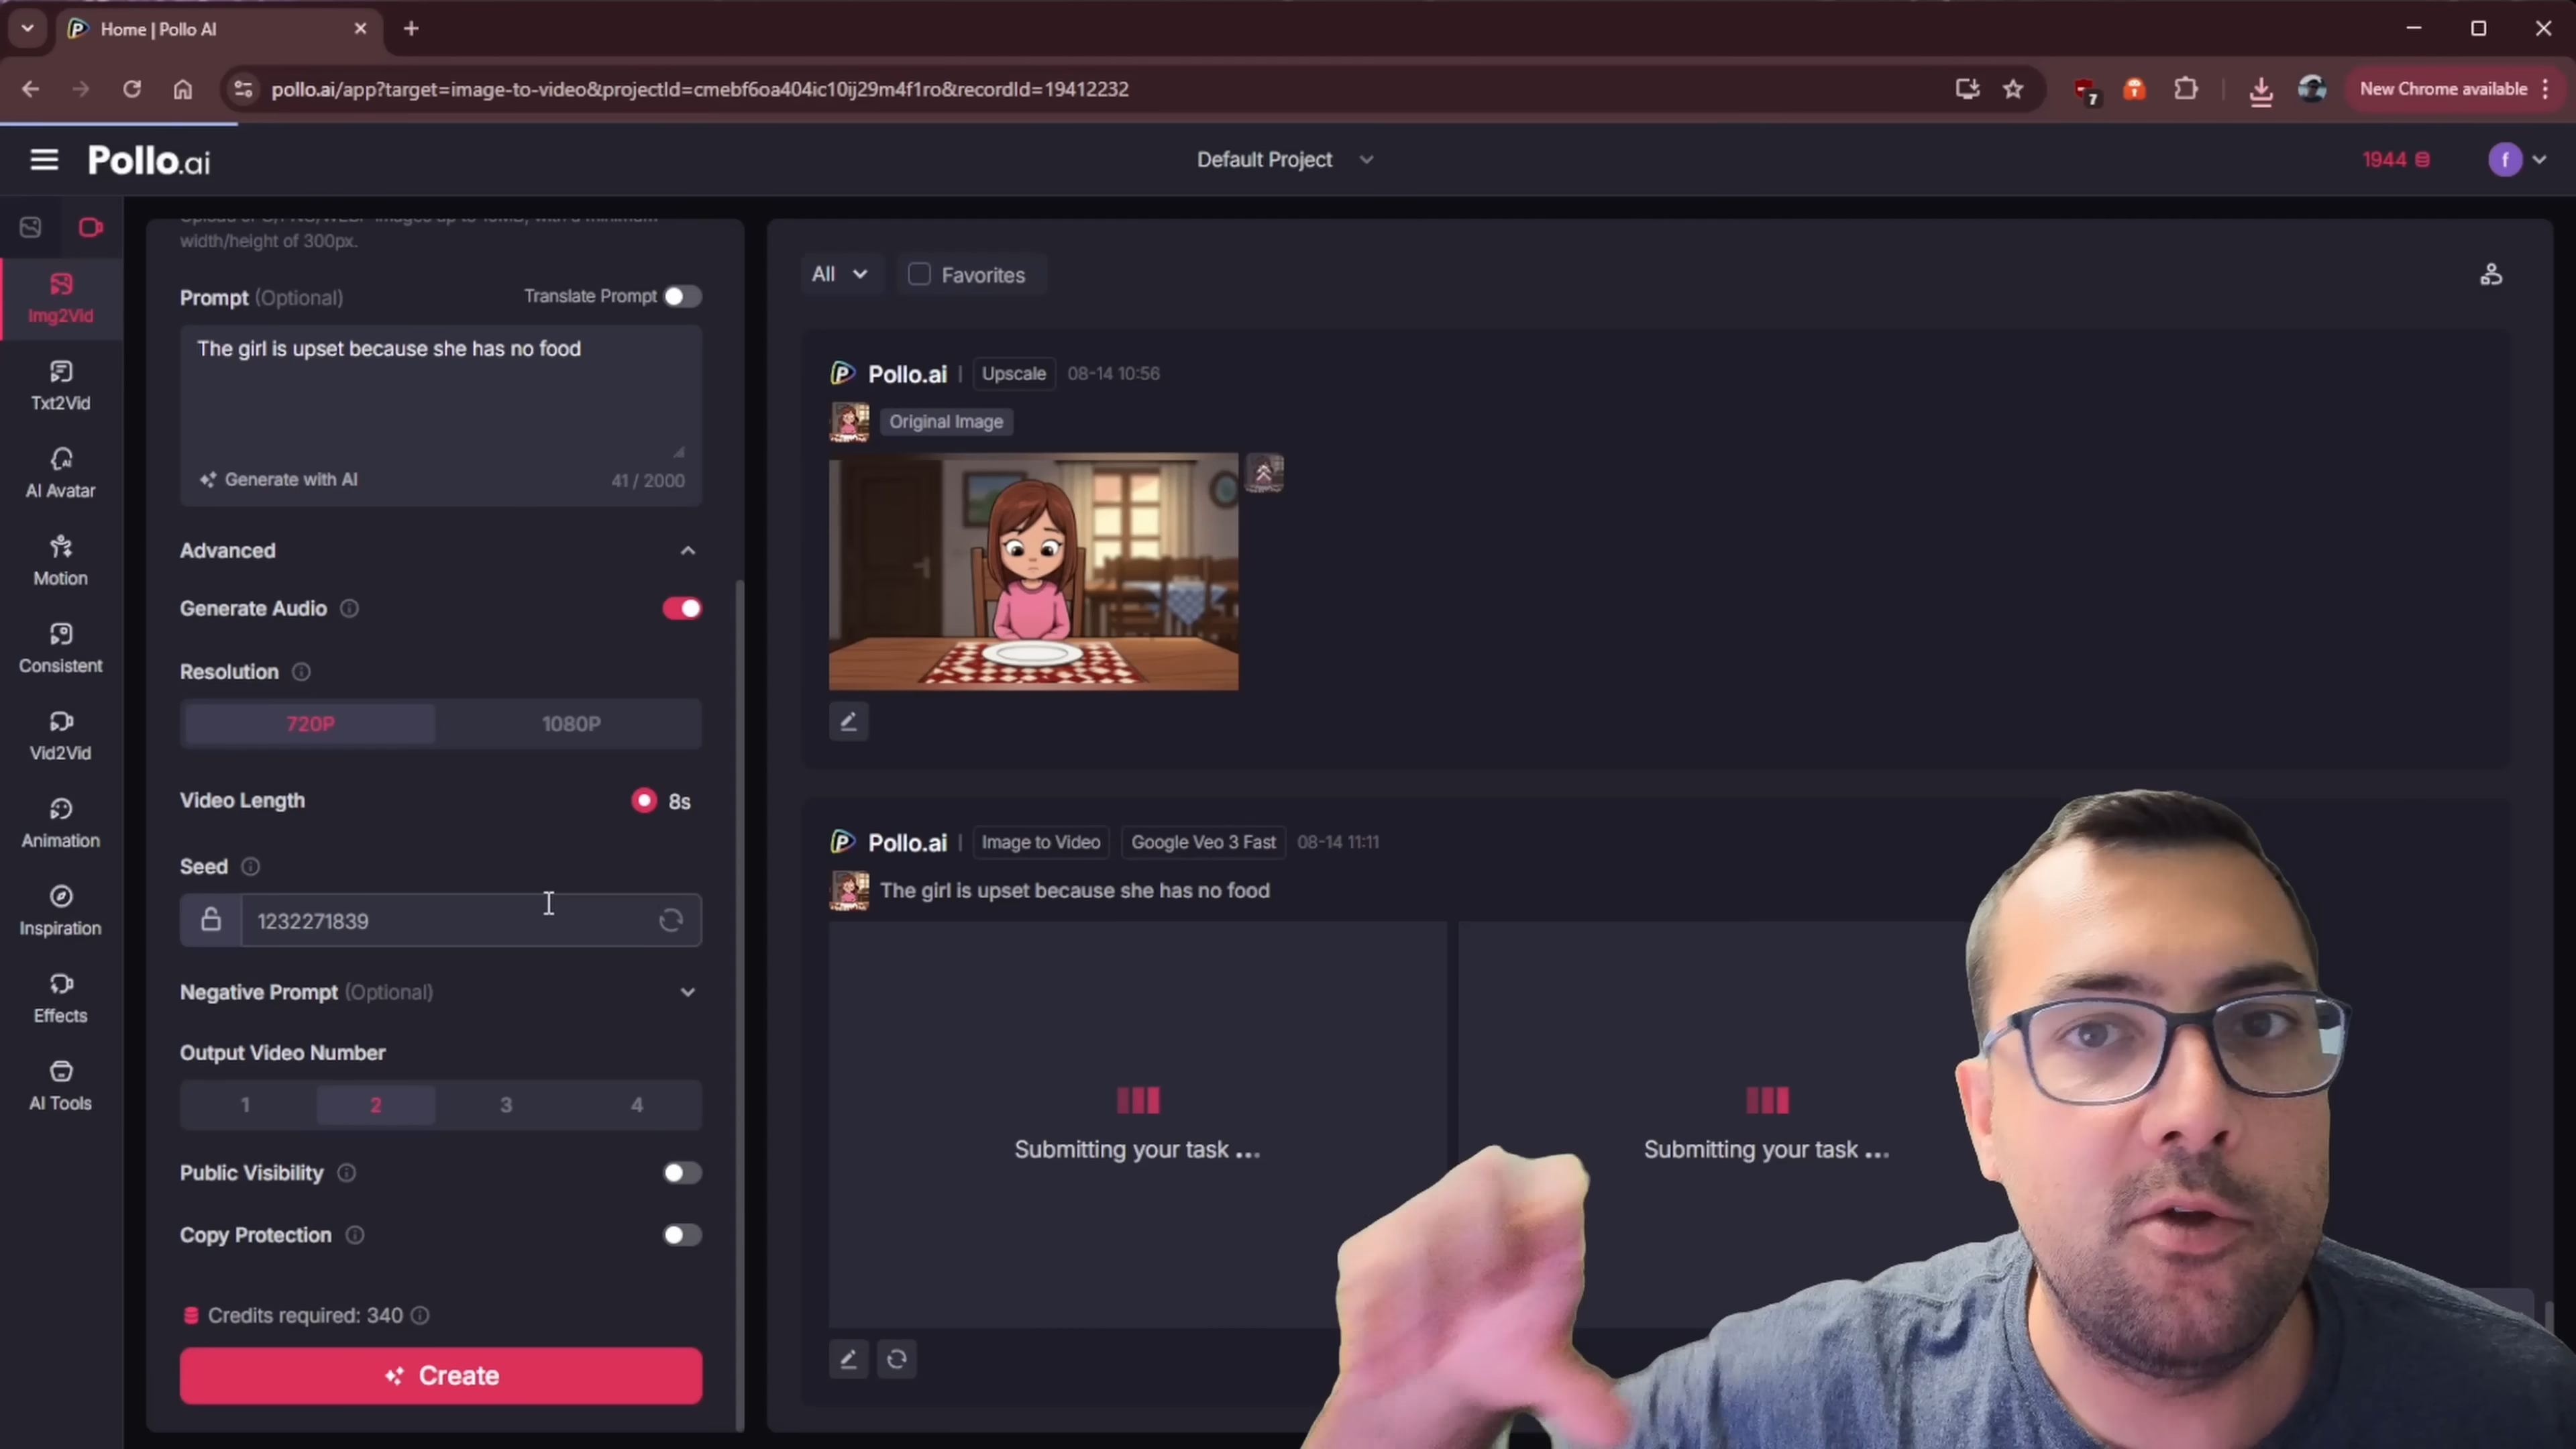 Home | Pollo AI
pollo.ai/app?target=image-to-video&projectId=cmebf6oa404ic10ij29m4f1ro&recordId=19412232
7
New Chrome available
Pollo.ai
Default Project
1944
f
width/height of 300px.
Prompt (Optional)
Translate Prompt
The girl is upset because she has no food
Generate with AI
41 / 2000
Advanced
Generate Audio
Resolution
720P
1080P
Video Length
8s
Seed
1232271839
Negative Prompt (Optional)
Output Video Number
1
2
3
4
Public Visibility
Copy Protection
Credits required: 340
Create
Img2Vid
Txt2Vid
AI Avatar
Motion
Consistent
Vid2Vid
Animation
Inspiration
Effects
AI Tools
All
Favorites
Pollo.ai | Upscale 08-14 10:56
Original Image
Pollo.ai | Image to Video Google Veo 3 Fast 08-14 11:11
The girl is upset because she has no food
Submitting your task ...
Submitting your task ...